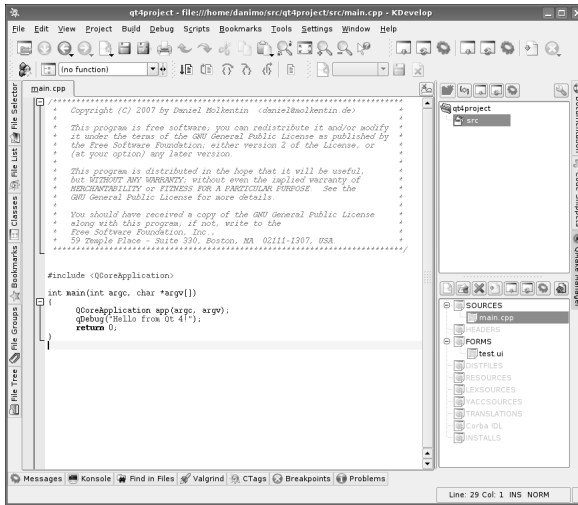 qt4project - file:///home/danimo/src/qt4project/src/main.cpp - KDevelop
File Edit View Project Build Debug Scripts Bookmarks Tools Settings Window Help
(no function)
main.cpp
File Selector
File List
Classes
Bookmarks
File Groups
File Tree
/****************************************************************************
* Copyright (C) 2007 by Daniel Molkentin <danimo@molkentin.de> *
* *
* This program is free software; you can redistribute it and/or modify *
* it under the terms of the GNU General Public License as published by *
* the Free Software Foundation; either version 2 of the License, or *
* (at your option) any later version. *
* *
* This program is distributed in the hope that it will be useful, *
* but WITHOUT ANY WARRANTY; without even the implied warranty of *
* MERCHANTABILITY or FITNESS FOR A PARTICULAR PURPOSE. See the *
* GNU General Public License for more details. *
* *
* You should have received a copy of the GNU General Public License *
* along with this program; if not, write to the *
* Free Software Foundation, Inc., *
* 59 Temple Place - Suite 330, Boston, MA 02111-1307, USA. *
****************************************************************************/
#include <QCoreApplication>
int main(int argc, char *argv[])
{
QCoreApplication app(argc, argv);
qDebug("Hello from Qt 4!");
return 0;
}
qt4project
src
SOURCES
main.cpp
HEADERS
FORMS
test.ui
DISTFILES
RESOURCES
LEXSOURCES
YACCSOURCES
TRANSLATIONS
Corba IDL
INSTALLS
Messages Konsole Find in Files Valgrind CTags Breakpoints Problems
Line: 29 Col: 1 INS NORM